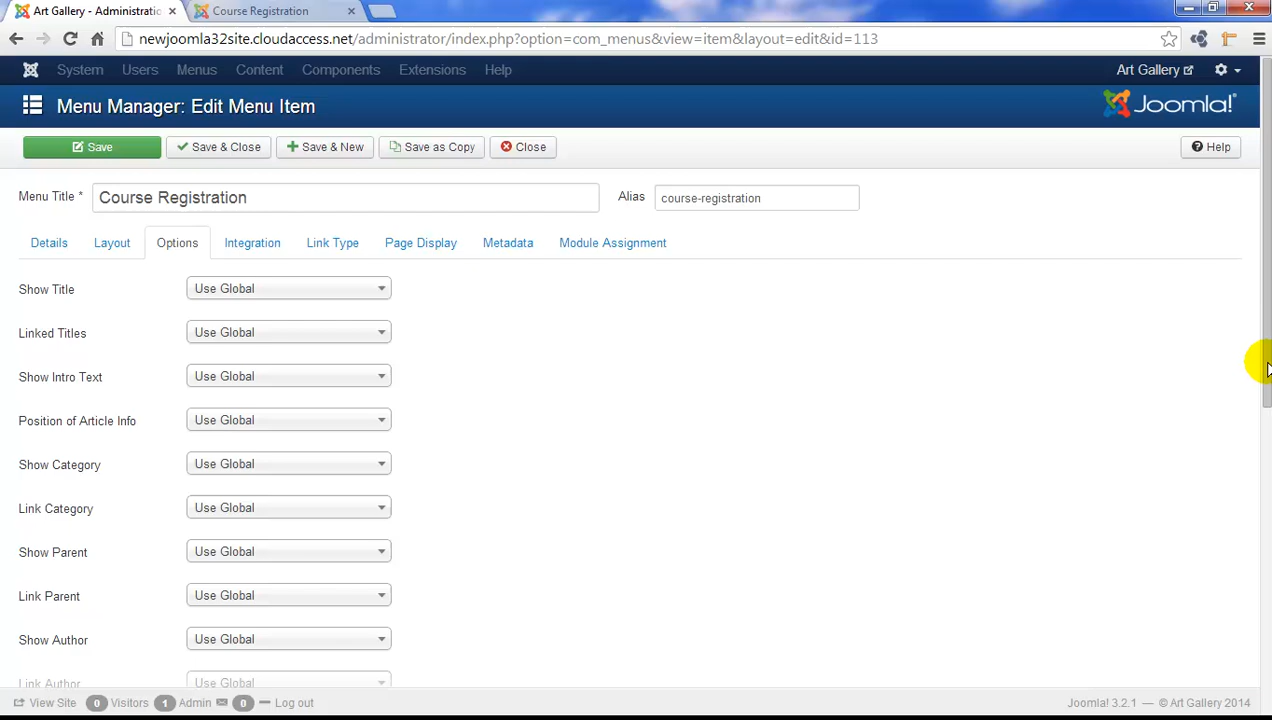 Art Gallery - Administratio
Course Registration
newjoomla32site.cloudaccess.net/administrator/index.php?option=com_menus&view=item&layout=edit&id=113
System Users Menus Content Components Extensions Help Art Gallery
Menu Manager: Edit Menu Item Joomla!®
Save Save & Close Save & New Save as Copy Close Help
Menu Title * Course Registration Alias course-registration
Details Layout Options Integration Link Type Page Display Metadata Module Assignment
Show Title Use Global
Linked Titles Use Global
Show Intro Text Use Global
Position of Article Info Use Global
Show Category Use Global
Link Category Use Global
Show Parent Use Global
Link Parent Use Global
Show Author Use Global
Link Author Use Global
View Site 0 Visitors 1 Admin 0 Log out Joomla! 3.2.1 — © Art Gallery 2014